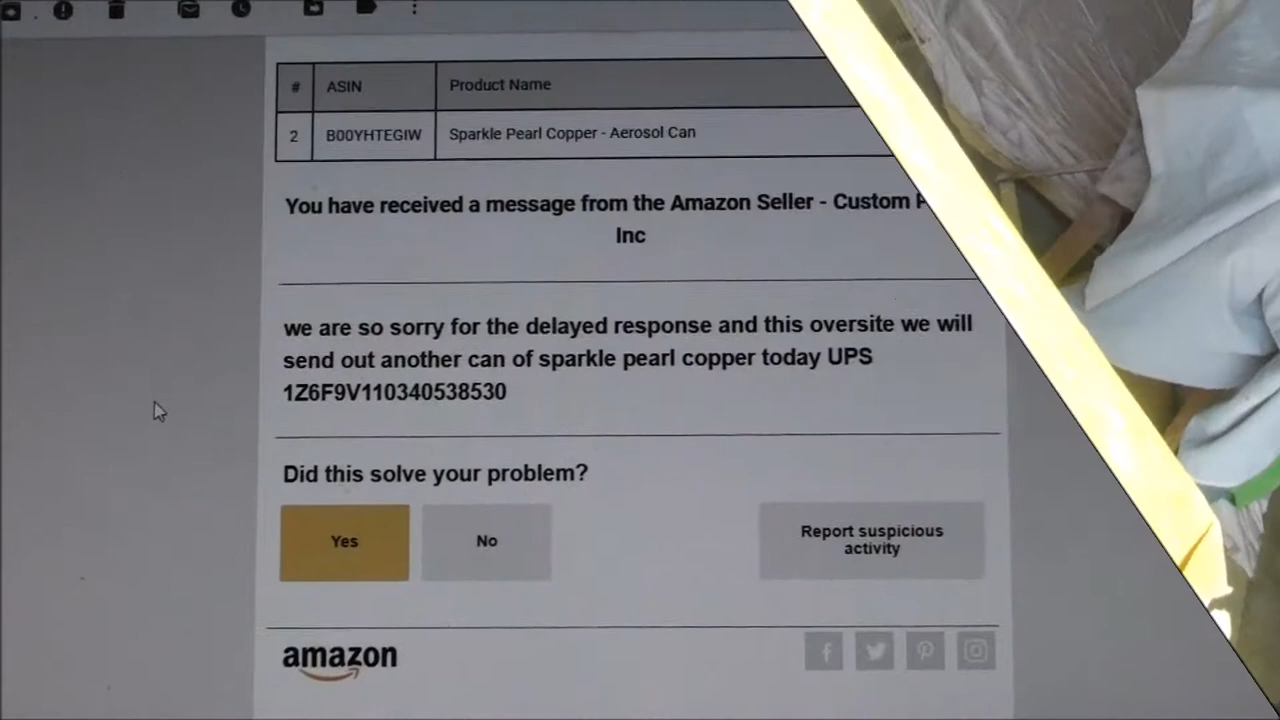 # ASIN Product Name
2 B00YHTEGIW Sparkle Pearl Copper - Aerosol Can
You have received a message from the Amazon Seller - Custom
Inc
we are so sorry for the delayed response and this oversite we will
send out another can of sparkle pearl copper today UPS
1Z6F9V110340538530
Did this solve your problem?
Yes No Report suspicious
activity
amazon